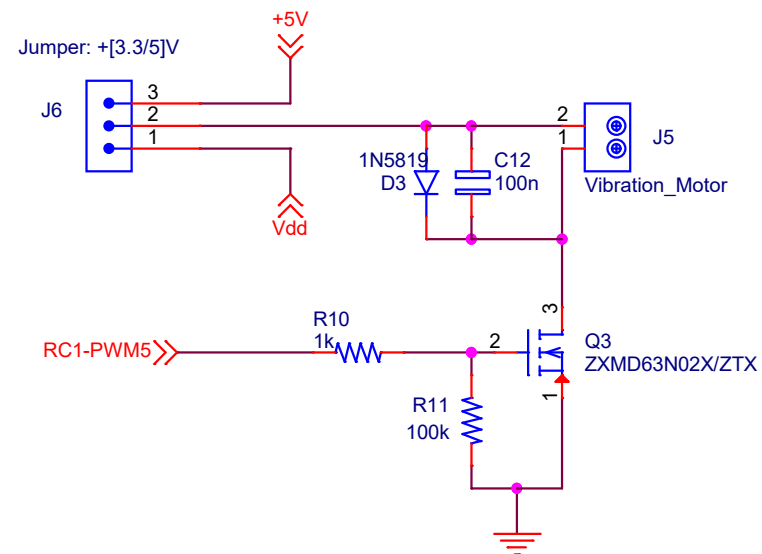 +5V
Jumper: +[3.3/5]V
J6
3
2
1
Vdd
1N5819
D3
C12
100n
2
1
J5
Vibration_Motor
RC1-PWM5
R10
1k
2
3
Q3
ZXMD63N02X/ZTX
1
R11
100k